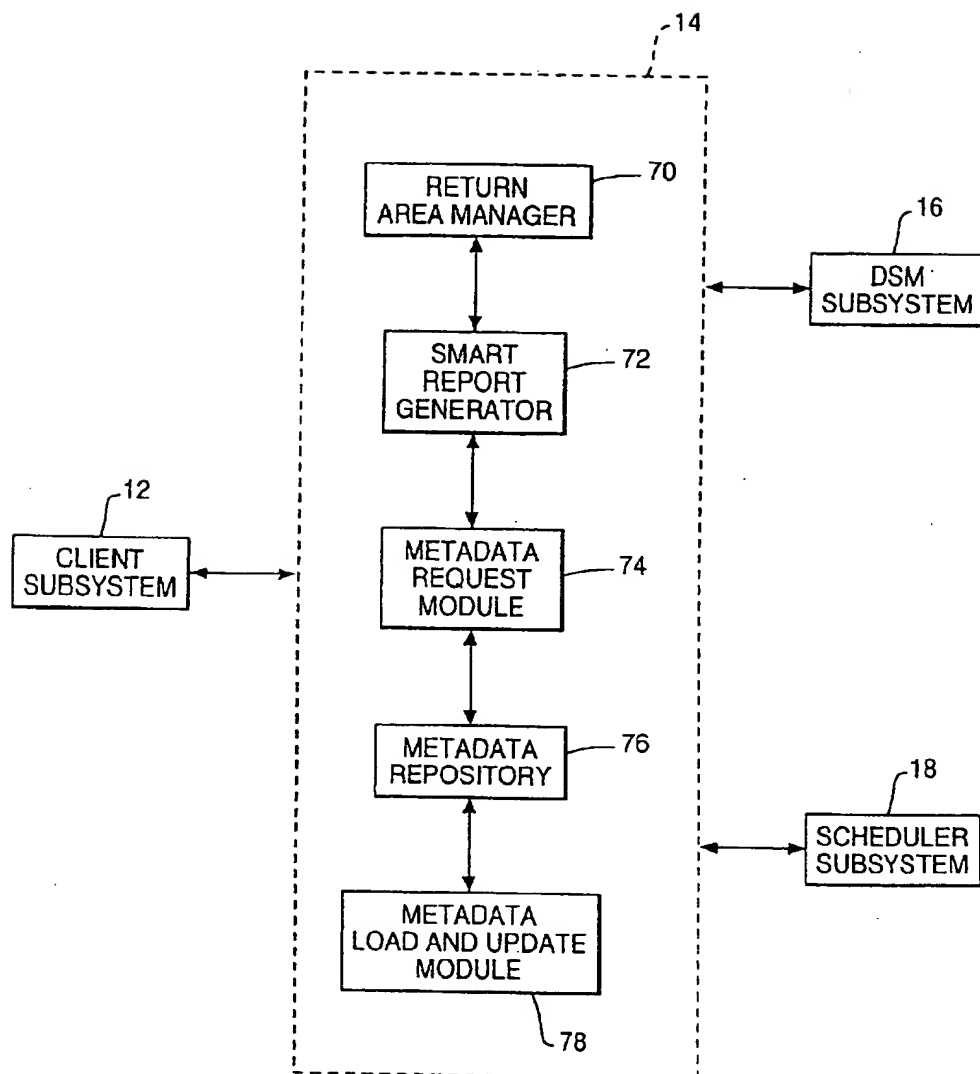 14
RETURN
AREA MANAGER
70
16
DSM
SUBSYSTEM
SMART
REPORT
GENERATOR
72
12
CLIENT
SUBSYSTEM
METADATA
REQUEST
MODULE
74
METADATA
REPOSITORY
76
18
SCHEDULER
SUBSYSTEM
METADATA
LOAD AND UPDATE
MODULE
78